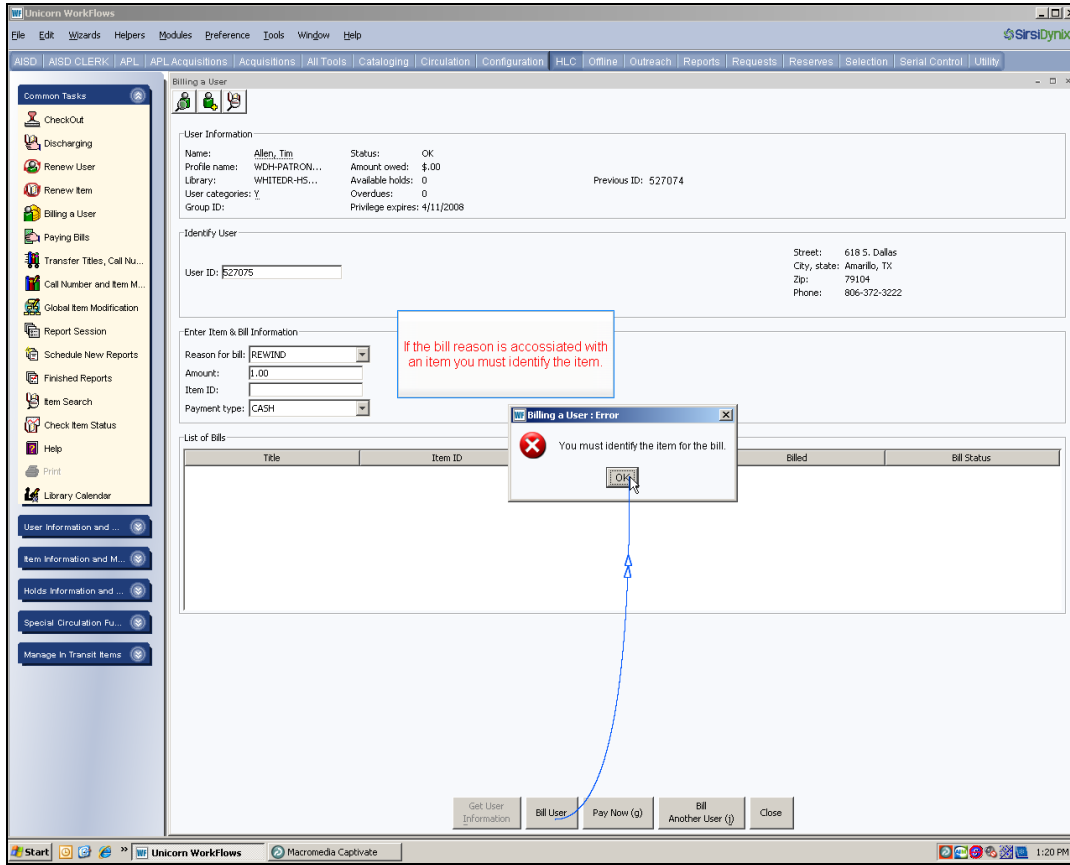 Unicorn WorkFlows
File Edit Wizards Helpers Modules Preference Tools Window Help
SirsiDynix
AISD AISD CLERK APL APL Acquisitions Acquisitions All Tools Cataloging Circulation Configuration HLC Offline Outreach Reports Requests Reserves Selection Serial Control Utility
Common Tasks
CheckOut
Discharging
Renew User
Renew Item
Billing a User
Paying Bills
Transfer Titles, Call Nu...
Call Number and Item M...
Global Item Modification
Report Session
Schedule New Reports
Finished Reports
Item Search
Check Item Status
Help
Print
Library Calendar
User Information and ...
Item Information and M...
Holds Information and ...
Special Circulation Fu...
Manage In Transit Items
Billing a User
User Information
Name: Allen, Tim Status: OK
Profile name: WDH-PATRON... Amount owed: $.00
Library: WHITEDR-HS... Available holds: 0 Previous ID: 527074
User categories: Y Overdues: 0
Group ID: Privilege expires: 4/11/2008
Identify User
User ID: 527075
Street: 618 S. Dallas
City, state: Amarillo, TX
Zip: 79104
Phone: 806-372-3222
Enter Item & Bill Information
Reason for bill: REWIND
Amount: 1.00
Item ID:
Payment type: CASH
If the bill reason is accossiated with
an item you must identify the item.
Billing a User : Error
You must identify the item for the bill.
OK
List of Bills
Title Item ID Billed Bill Status
Get User
Information
Bill User
Pay Now (g)
Bill
Another User (j)
Close
Start » Unicorn WorkFlows Macromedia Captivate 1:20 PM